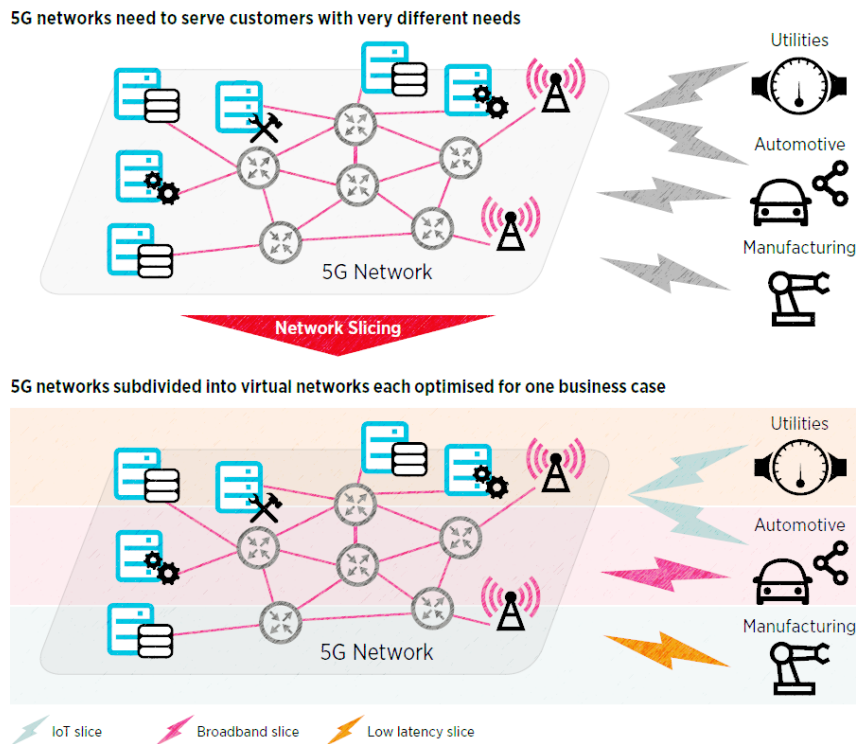 5G networks need to serve customers with very different needs
Utilities
Automotive
Manufacturing
5G Network
Network Slicing
5G networks subdivided into virtual networks each optimised for one business case
Utilities
Automotive
Manufacturing
5G Network
IoT slice
Broadband slice
Low latency slice